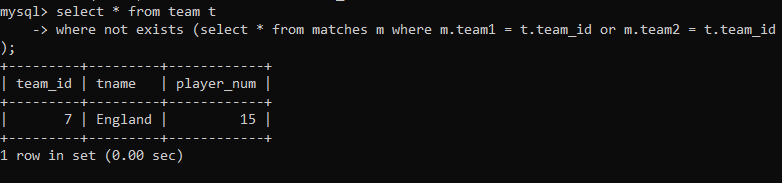 mysql> select * from team t
    -> where not exists (select * from matches m where m.team1 = t.team_id or m.team2 = t.team_id
);
+---------+---------+------------+
| team_id | tname   | player_num |
+---------+---------+------------+
|       7 | England |         15 |
+---------+---------+------------+
1 row in set (0.00 sec)